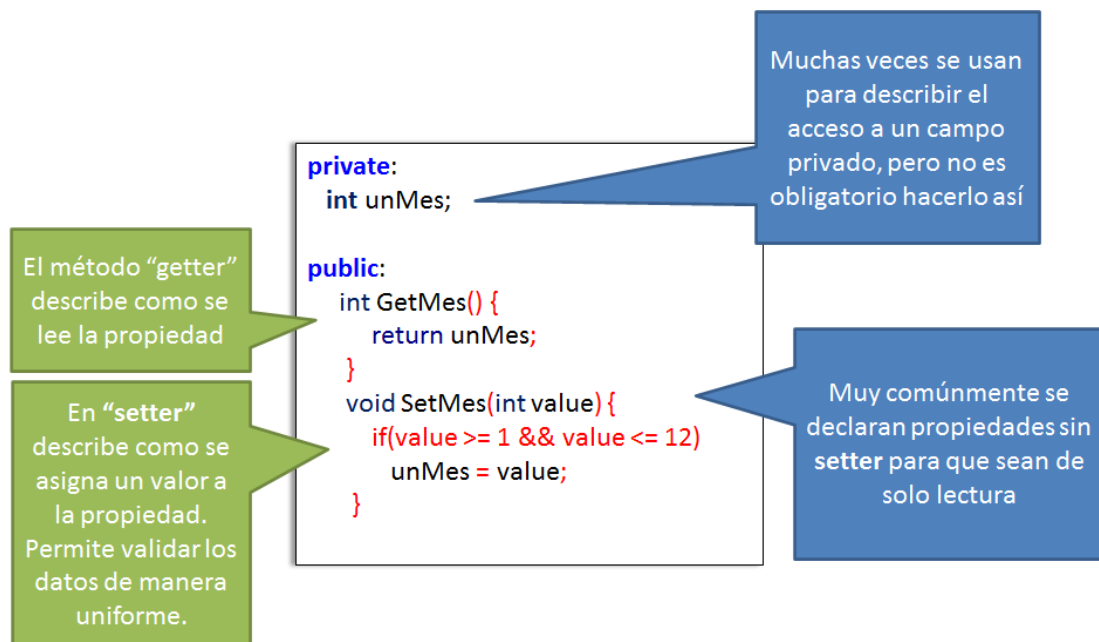 Muchas veces se usan
para describir el
acceso a un campo
privado, pero no es
obligatorio hacerlo así
private:
int unMes;
public:
int GetMes() {
return unMes;
}
void SetMes(int value) {
if(value >= 1 && value <= 12)
unMes = value;
}
El método “getter”
describe como se
lee la propiedad
En “setter”
describe como se
asigna un valor a
la propiedad.
Permite validar los
datos de manera
uniforme.
Muy comúnmente se
declaran propiedades sin
setter para que sean de
solo lectura